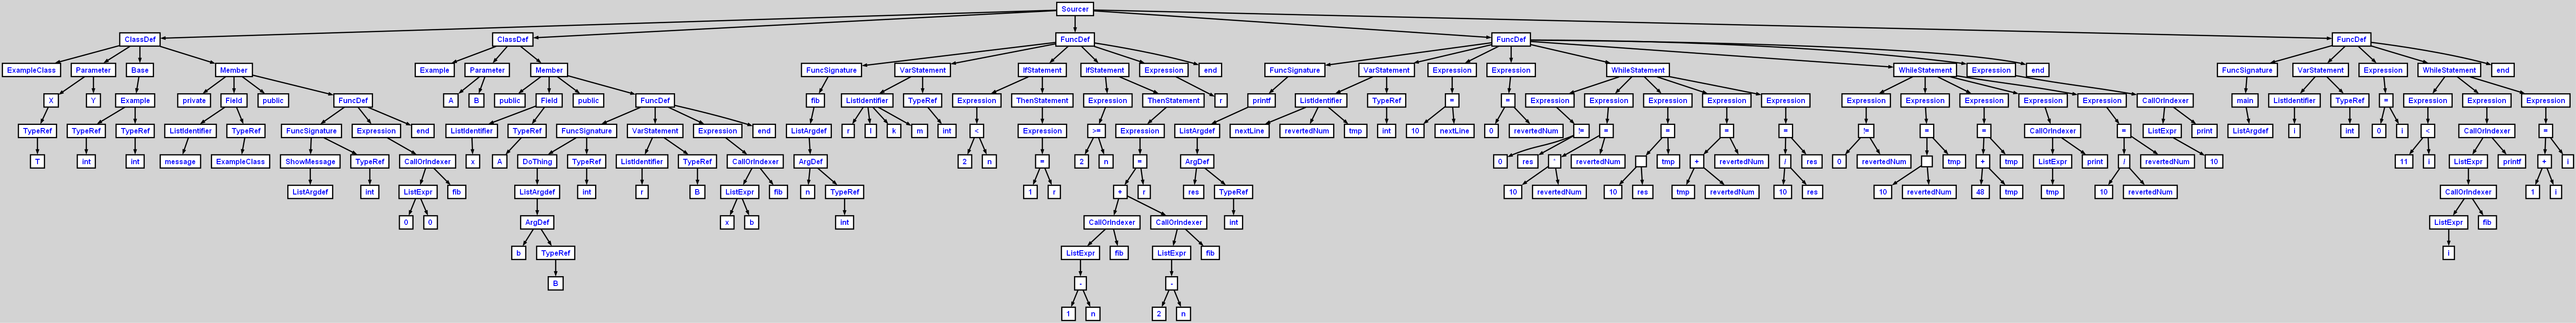 Sourcer
ClassDef ClassDef FuncDef FuncDef FuncDef
ExampleClass Parameter Base Member Example Parameter Member FuncSignature VarStatement IfStatement IfStatement Expression end FuncSignature VarStatement Expression Expression WhileStatement WhileStatement Expression end FuncSignature VarStatement Expression WhileStatement end
X Y Example private Field public FuncDef A B public Field public FuncDef fib ListIdentifier TypeRef Expression ThenStatement Expression ThenStatement r printf ListIdentifier TypeRef = = Expression Expression Expression Expression Expression Expression Expression Expression Expression Expression CallOrIndexer main ListIdentifier TypeRef = Expression Expression Expression
TypeRef TypeRef TypeRef ListIdentifier TypeRef FuncSignature Expression end ListIdentifier TypeRef FuncSignature VarStatement Expression end ListArgdef r l k m int < Expression >= Expression ListArgdef nextLine revertedNum tmp int 10 nextLine 0 revertedNum != = = = = != = = CallOrIndexer = ListExpr print ListArgdef i int 0 i < CallOrIndexer =
T int int message ExampleClass ShowMessage TypeRef CallOrIndexer x A DoThing TypeRef ListIdentifier TypeRef CallOrIndexer ArgDef 2 n = 2 n = ArgDef 0 res * revertedNum tmp + revertedNum / res 0 revertedNum tmp + tmp ListExpr print / revertedNum 10 11 i ListExpr printf + i
ListArgdef int ListExpr fib ListArgdef int r B ListExpr fib n TypeRef 1 r + r res TypeRef 10 revertedNum 10 res tmp revertedNum 10 res 10 revertedNum 48 tmp tmp 10 revertedNum CallOrIndexer 1 i
0 0 ArgDef x b int CallOrIndexer CallOrIndexer int ListExpr fib
b TypeRef ListExpr fib ListExpr fib i
B - -
1 n 2 n